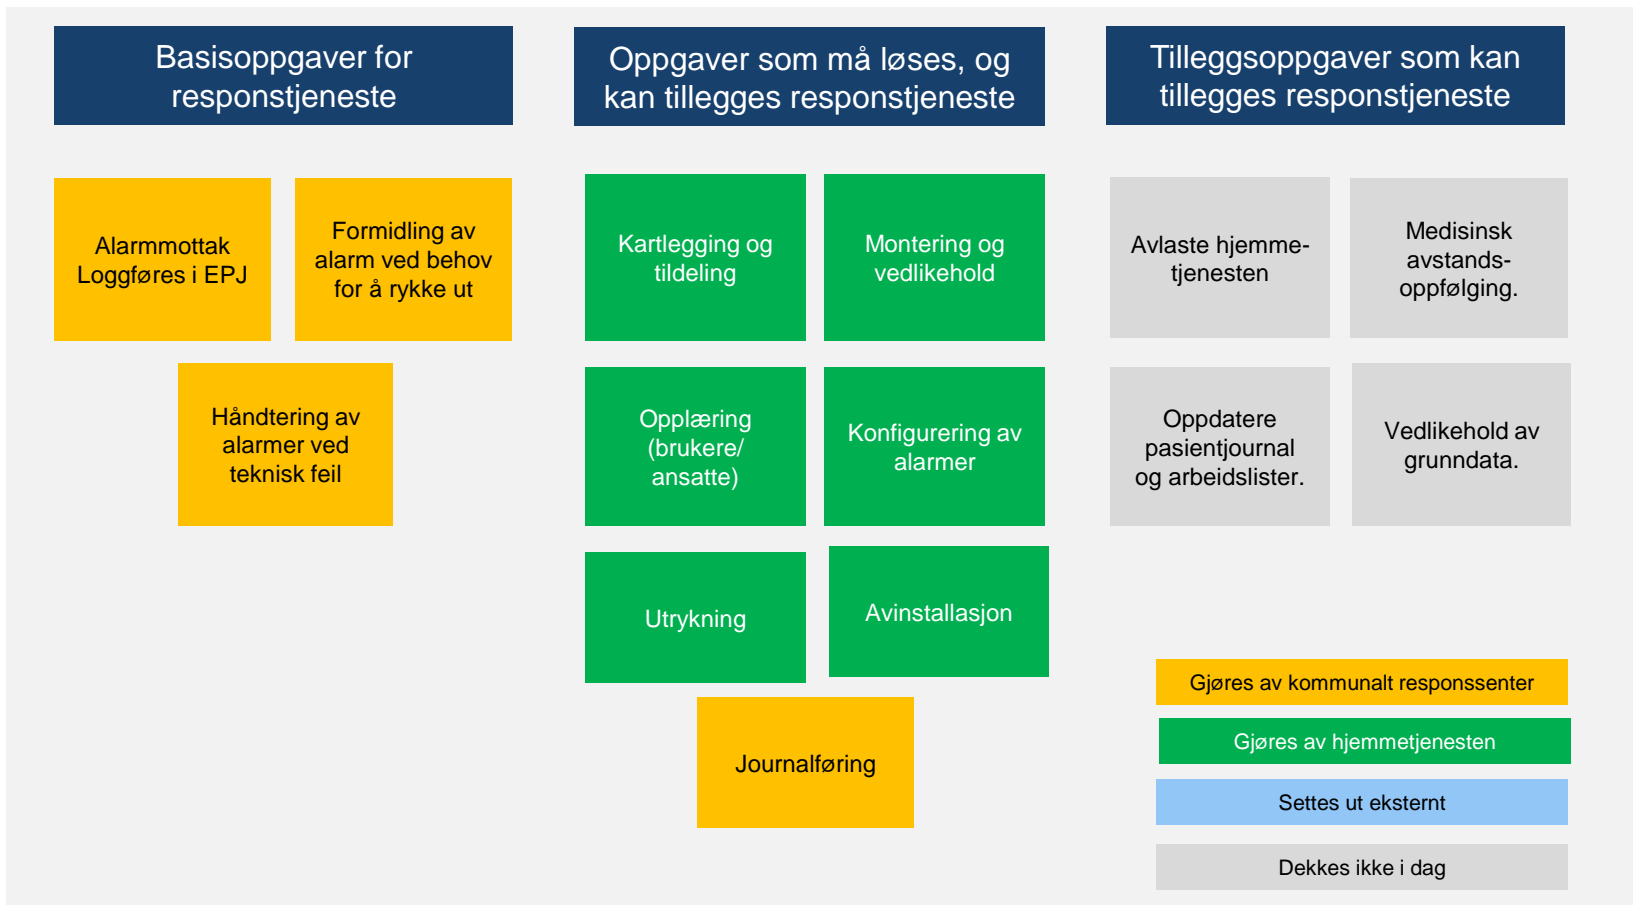 Basisoppgaver for
responstjeneste
Oppgaver som må løses, og
kan tillegges responstjeneste
Tilleggsoppgaver som kan
tillegges responstjeneste
Alarmmottak
Loggføres i EPJ
Formidling av
alarm ved behov
for å rykke ut
Håndtering av
alarmer ved
teknisk feil
Kartlegging og
tildeling
Montering og
vedlikehold
Opplæring
(brukere/
ansatte)
Konfigurering av
alarmer
Utrykning
Avinstallasjon
Journalføring
Avlaste hjemme-
tjenesten
Medisinsk
avstands-
oppfølging.
Oppdatere
pasientjournal
og arbeidslister.
Vedlikehold av
grunndata.
Gjøres av kommunalt responssenter
Gjøres av hjemmetjenesten
Settes ut eksternt
Dekkes ikke i dag